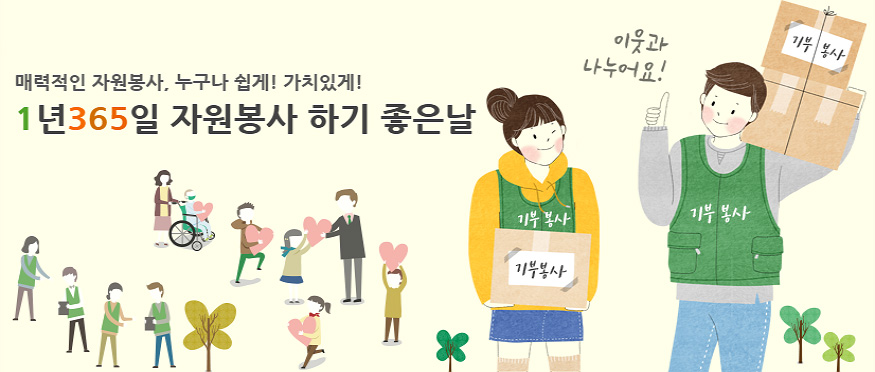 매력적인 자원봉사, 누구나 쉽게! 가치있게!
1년365일 자원봉사 하기 좋은날
이웃과
나누어요!
기부 봉사
기부 봉사
기부 봉사
기부봉사